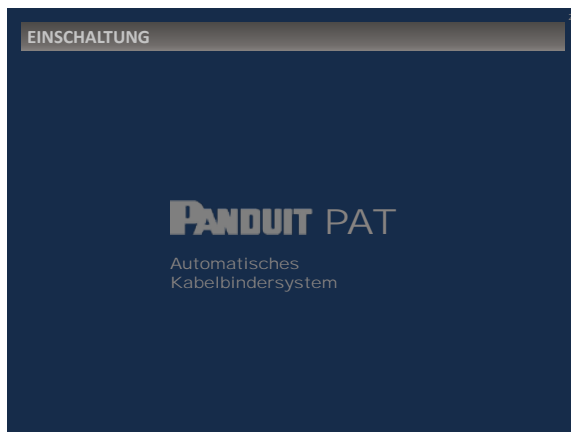 EINSCHALTUNG
PANDUIT PAT
Automatisches
Kabelbindersystem